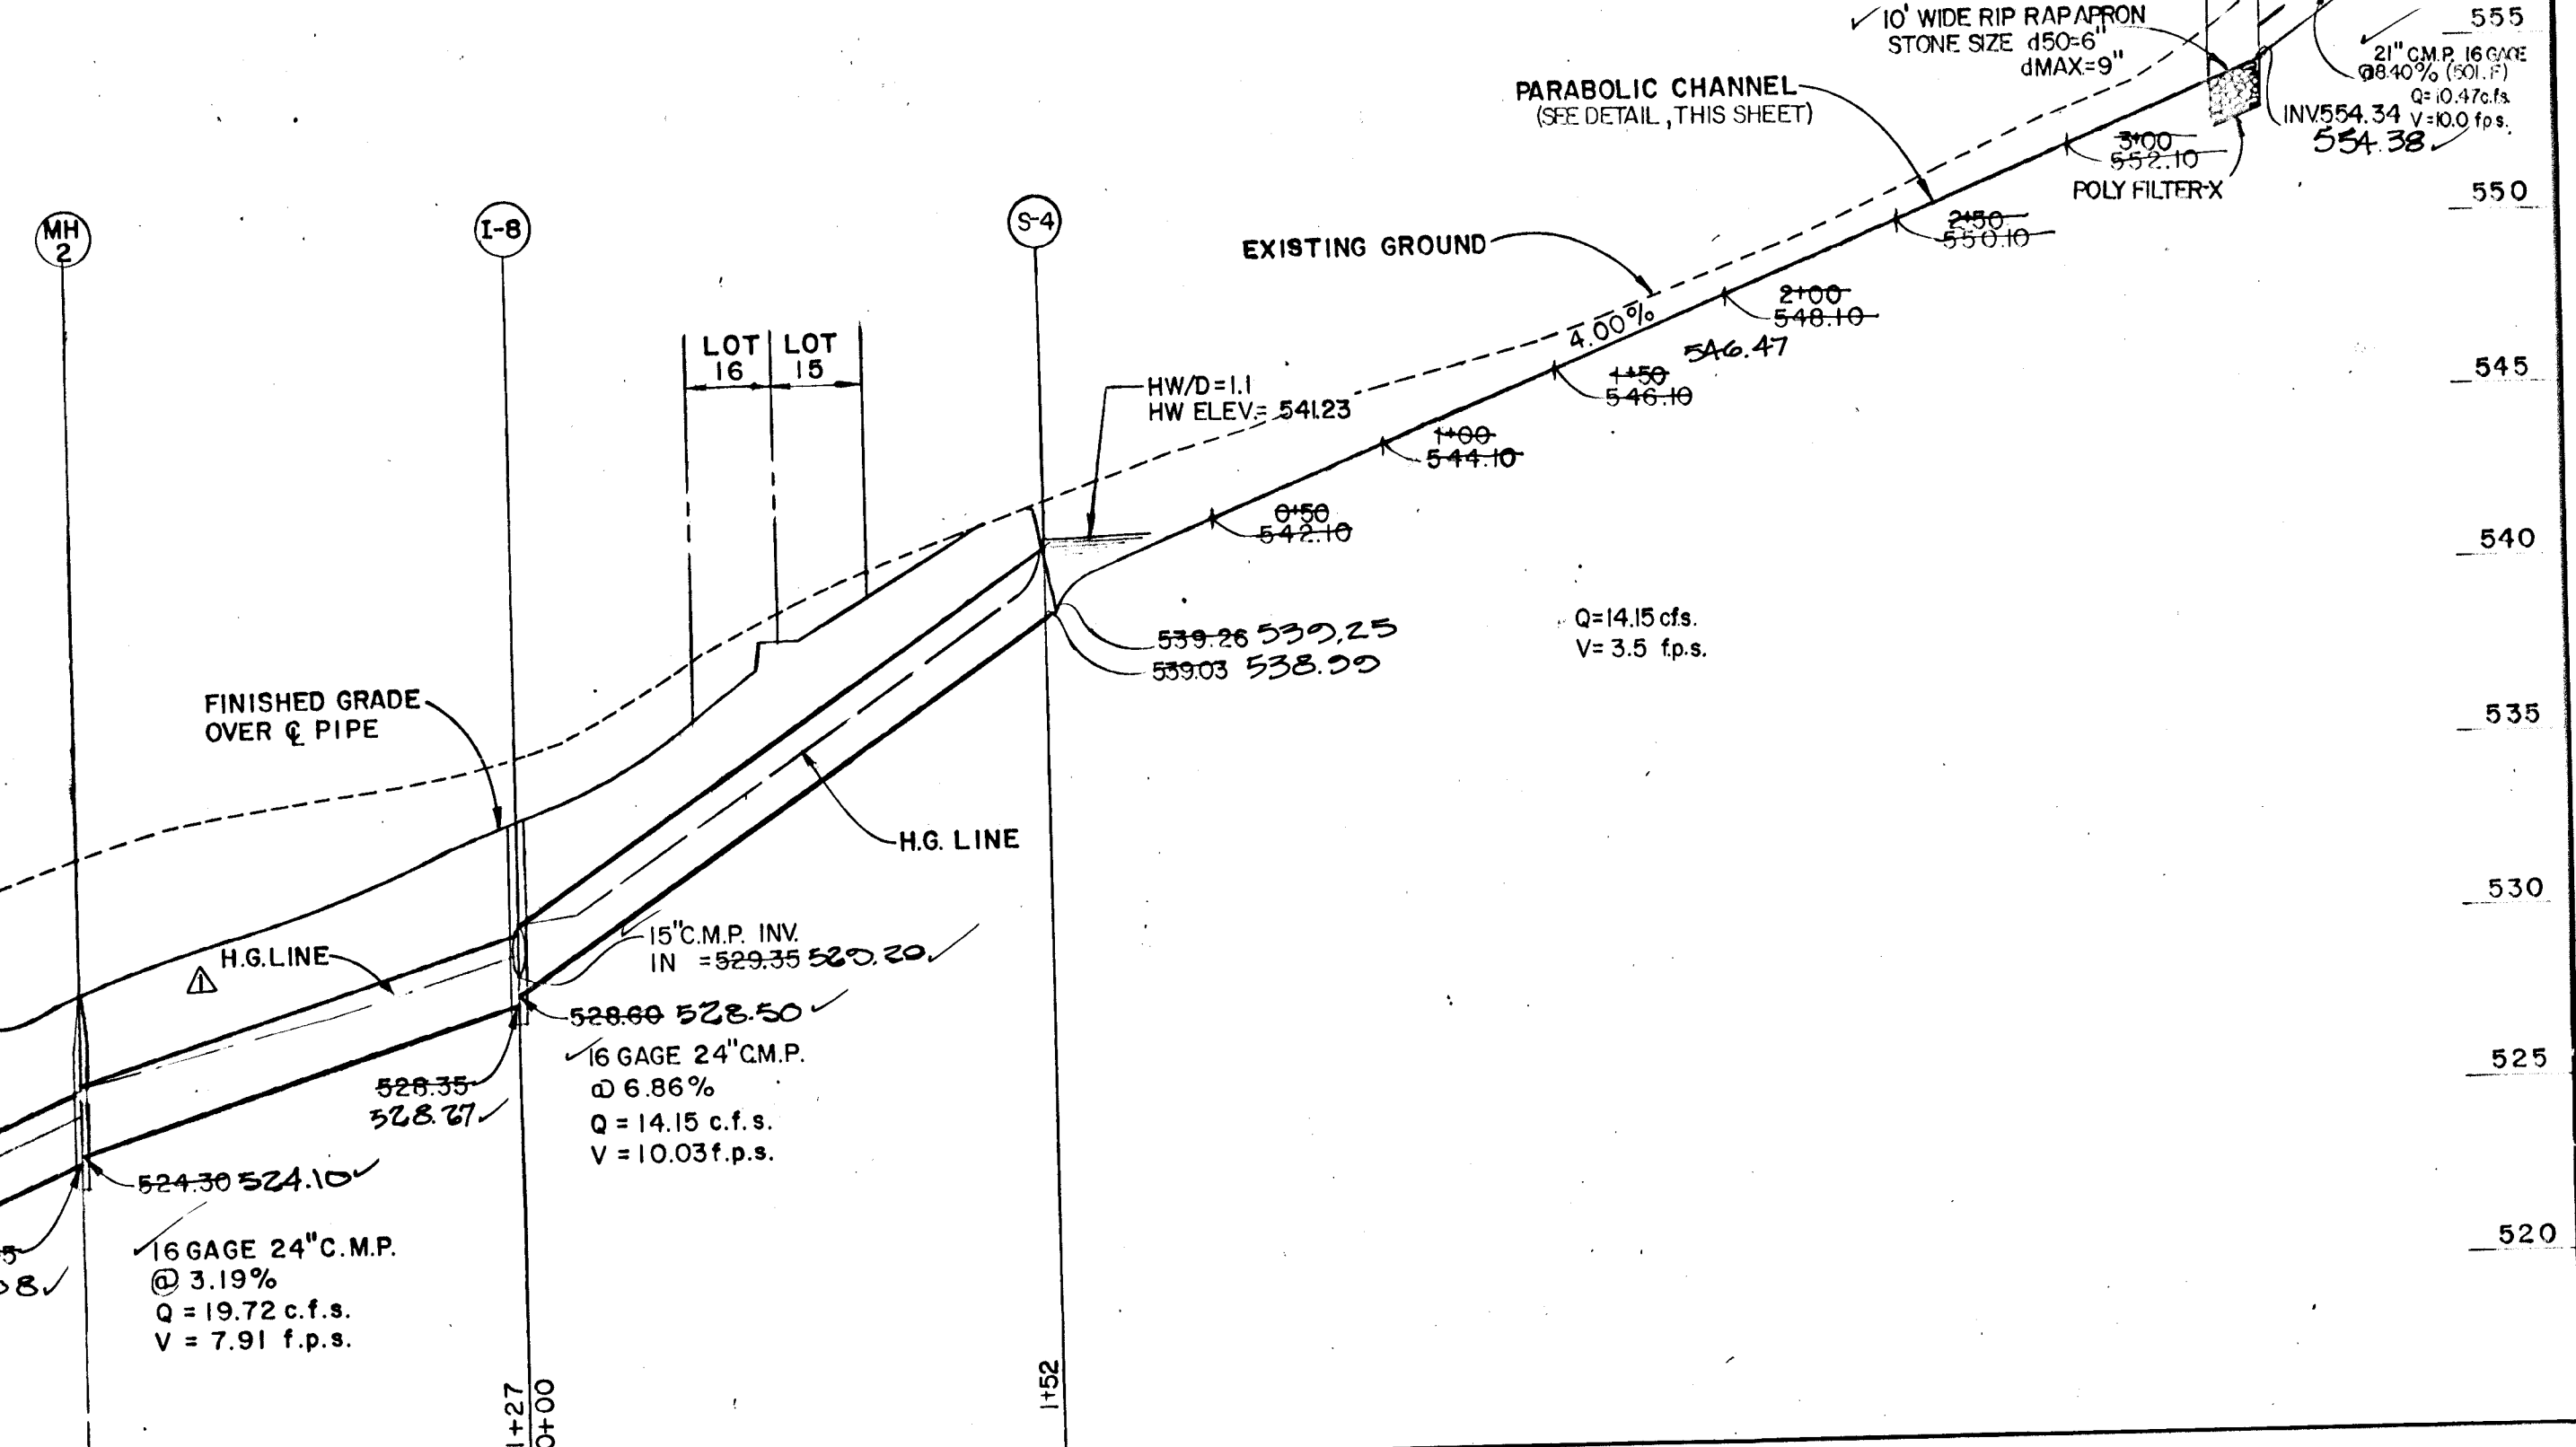 10' WIDE RIP RAP APRON
STONE SIZE d50=6"
dMAX.=9"
555
21" C.M.P. 16 GAGE
@8.40% (50 L.F)
Q=10.47c.f.s.
V=10.0 fps.
INV.554.34
554.38
PARABOLIC CHANNEL
(SEE DETAIL, THIS SHEET)
3+00
552.10
POLY FILTER-X
550
MH
2
I-8
S-4
EXISTING GROUND
2+50
550.10
2+00
548.10
4.00%
546.47
LOT
16
LOT
15
HW/D=1.1
HW ELEV.= 541.23
1+50
546.10
545
1+00
544.10
0+50
542.10
540
539.26 539.25
539.03 538.99
Q=14.15 cfs.
V= 3.5 f.p.s.
FINISHED GRADE
OVER ℄ PIPE
535
H.G. LINE
530
15"C.M.P. INV.
IN =529.35 529.20
H.G.LINE
1
528.60 528.50
16 GAGE 24"C.M.P.
@ 6.86%
Q = 14.15 c.f.s.
V = 10.03f.p.s.
528.35
528.27
525
524.30 524.10
16 GAGE 24"C.M.P.
@ 3.19%
Q = 19.72 c.f.s.
V = 7.91 f.p.s.
520
1+27
0+00
1+52